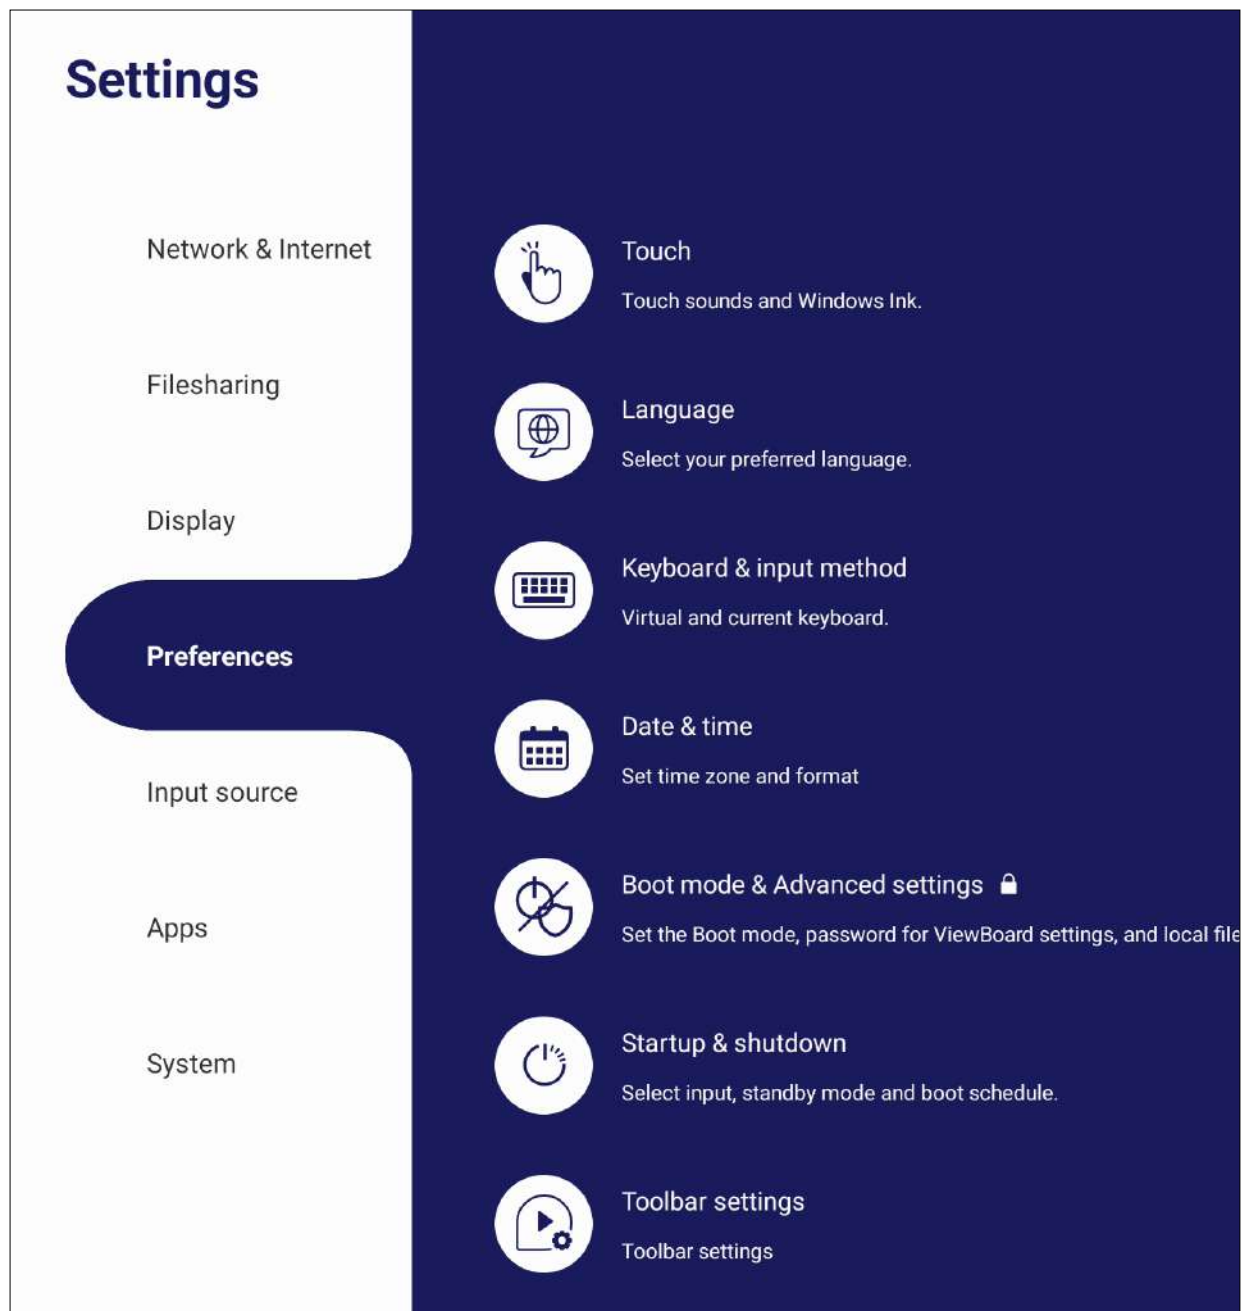 Settings
Network & Internet
Filesharing
Display
Preferences
Input source
Apps
System
Touch
Touch sounds and Windows Ink.
Language
Select your preferred language.
Keyboard & input method
Virtual and current keyboard.
Date & time
Set time zone and format
Boot mode & Advanced settings
Set the Boot mode, password for ViewBoard settings, and local file
Startup & shutdown
Select input, standby mode and boot schedule.
Toolbar settings
Toolbar settings